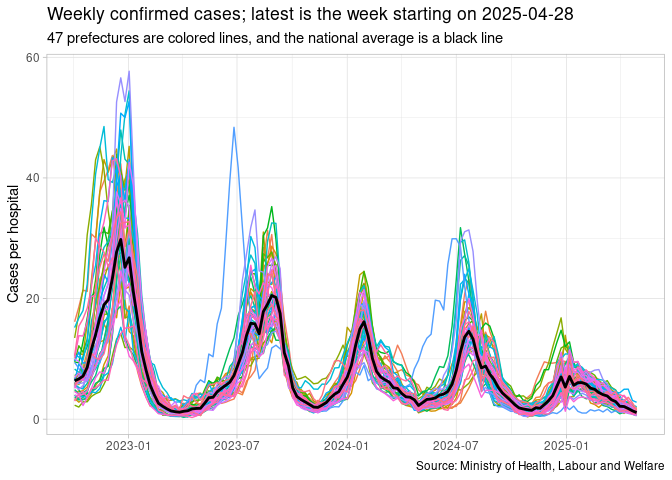 Weekly confirmed cases; latest is the week starting on 2025-04-28
47 prefectures are colored lines, and the national average is a black line
Cases per hospital
60
40
20
0
2023-01
2023-07
2024-01
2024-07
2025-01
Source: Ministry of Health, Labour and Welfare